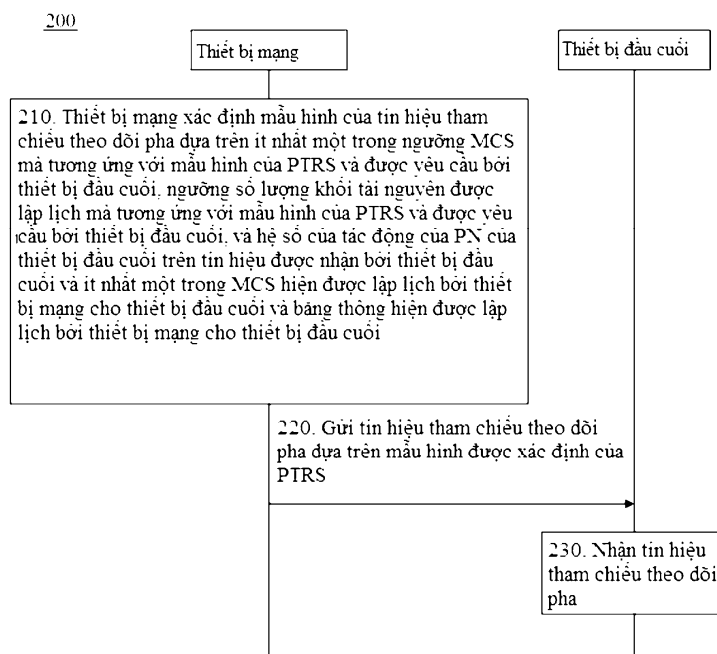 200
Thiết bị mạng
Thiết bị đầu cuối
210. Thiết bị mạng xác định mẫu hình của tín hiệu tham
chiếu theo dõi pha dựa trên ít nhất một trong ngưỡng MCS
mà tương ứng với mẫu hình của PTRS và được yêu cầu bởi
thiết bị đầu cuối, ngưỡng số lượng khối tài nguyên được
lập lịch mà tương ứng với mẫu hình của PTRS và được yêu
cầu bởi thiết bị đầu cuối, và hệ số của tác động của PN của
thiết bị đầu cuối trên tín hiệu được nhận bởi thiết bị đầu
cuối và ít nhất một trong MCS hiện được lập lịch bởi thiết
bị mạng cho thiết bị đầu cuối và băng thông hiện được lập
lịch bởi thiết bị mạng cho thiết bị đầu cuối
220. Gửi tín hiệu tham chiếu theo dõi
pha dựa trên mẫu hình được xác định của
PTRS
230. Nhận tín hiệu
tham chiếu theo dõi
pha